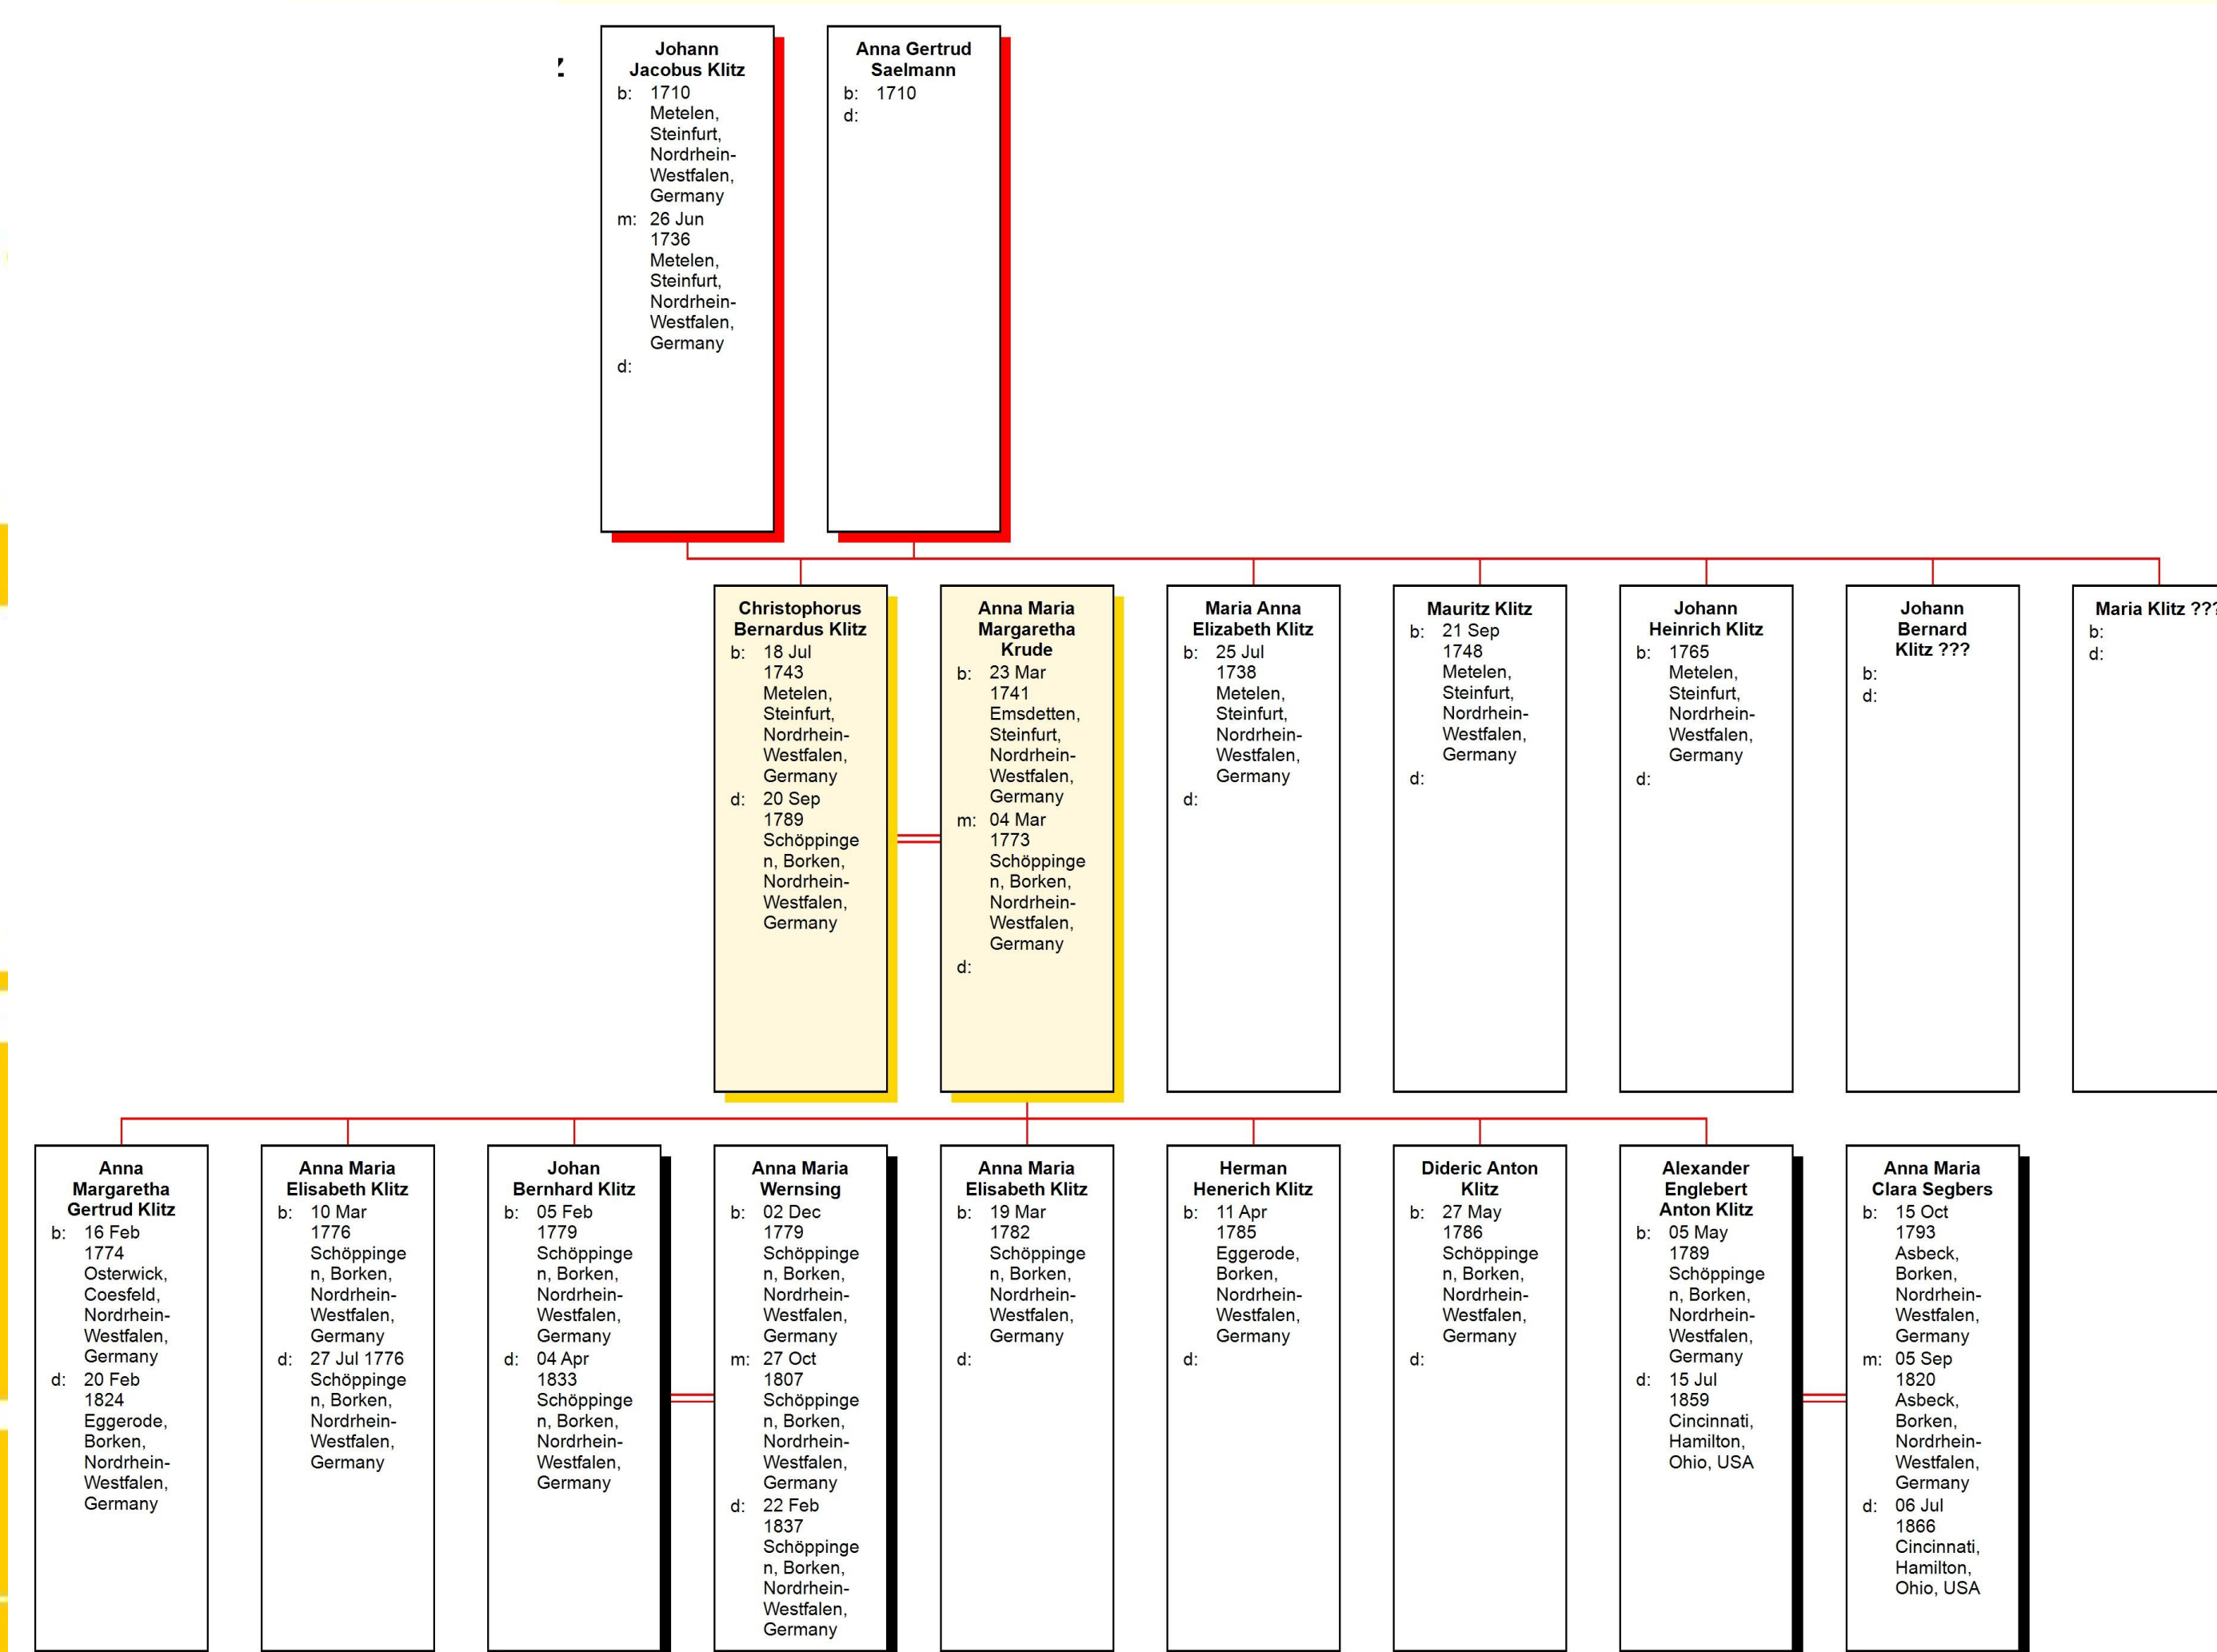 Johann
Jacobus Klitz
b: 1710
Metelen,
Steinfurt,
Nordrhein-
Westfalen,
Germany
m: 26 Jun
1736
Metelen,
Steinfurt,
Nordrhein-
Westfalen,
Germany
d:
Anna Gertrud
Saelmann
b: 1710
d:
Christophorus
Bernardus Klitz
b: 18 Jul
1743
Metelen,
Steinfurt,
Nordrhein-
Westfalen,
Germany
d: 20 Sep
1789
Schöppinge
n, Borken,
Nordrhein-
Westfalen,
Germany
Anna Maria
Margaretha
Krude
b: 23 Mar
1741
Emsdetten,
Steinfurt,
Nordrhein-
Westfalen,
Germany
m: 04 Mar
1773
Schöppinge
n, Borken,
Nordrhein-
Westfalen,
Germany
d:
Maria Anna
Elizabeth Klitz
b: 25 Jul
1738
Metelen,
Steinfurt,
Nordrhein-
Westfalen,
Germany
d:
Mauritz Klitz
b: 21 Sep
1748
Metelen,
Steinfurt,
Nordrhein-
Westfalen,
Germany
d:
Johann
Heinrich Klitz
b: 1765
Metelen,
Steinfurt,
Nordrhein-
Westfalen,
Germany
d:
Johann
Bernard
Klitz ???
b:
d:
Maria Klitz ???
b:
d:
Anna
Margaretha
Gertrud Klitz
b: 16 Feb
1774
Osterwick,
Coesfeld,
Nordrhein-
Westfalen,
Germany
d: 20 Feb
1824
Eggerode,
Borken,
Nordrhein-
Westfalen,
Germany
Anna Maria
Elisabeth Klitz
b: 10 Mar
1776
Schöppinge
n, Borken,
Nordrhein-
Westfalen,
Germany
d: 27 Jul 1776
Schöppinge
n, Borken,
Nordrhein-
Westfalen,
Germany
Johan
Bernhard Klitz
b: 05 Feb
1779
Schöppinge
n, Borken,
Nordrhein-
Westfalen,
Germany
d: 04 Apr
1833
Schöppinge
n, Borken,
Nordrhein-
Westfalen,
Germany
Anna Maria
Wernsing
b: 02 Dec
1779
Schöppinge
n, Borken,
Nordrhein-
Westfalen,
Germany
m: 27 Oct
1807
Schöppinge
n, Borken,
Nordrhein-
Westfalen,
Germany
d: 22 Feb
1837
Schöppinge
n, Borken,
Nordrhein-
Westfalen,
Germany
Anna Maria
Elisabeth Klitz
b: 19 Mar
1782
Schöppinge
n, Borken,
Nordrhein-
Westfalen,
Germany
d:
Herman
Henerich Klitz
b: 11 Apr
1785
Eggerode,
Borken,
Nordrhein-
Westfalen,
Germany
d:
Dideric Anton
Klitz
b: 27 May
1786
Schöppinge
n, Borken,
Nordrhein-
Westfalen,
Germany
d:
Alexander
Englebert
Anton Klitz
b: 05 May
1789
Schöppinge
n, Borken,
Nordrhein-
Westfalen,
Germany
d: 15 Jul
1859
Cincinnati,
Hamilton,
Ohio, USA
Anna Maria
Clara Segbers
b: 15 Oct
1793
Asbeck,
Borken,
Nordrhein-
Westfalen,
Germany
m: 05 Sep
1820
Asbeck,
Borken,
Nordrhein-
Westfalen,
Germany
d: 06 Jul
1866
Cincinnati,
Hamilton,
Ohio, USA